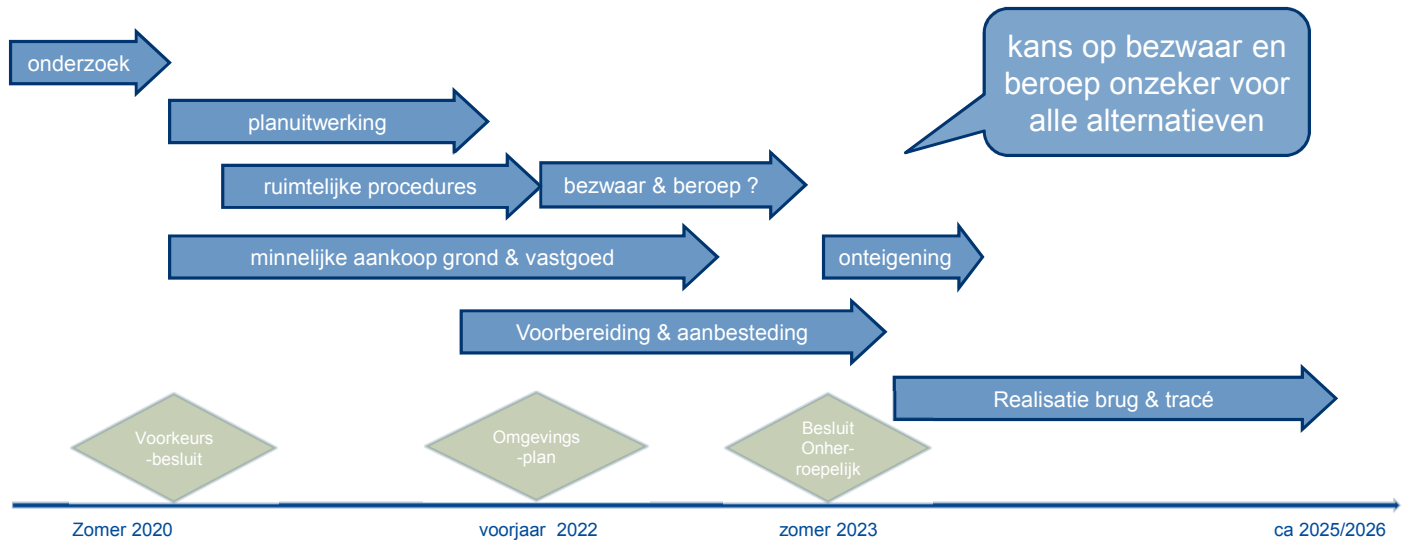 onderzoek
kans op bezwaar en
beroep onzeker voor
alle alternatieven
planuitwerking
ruimtelijke procedures
bezwaar & beroep ?
minnelijke aankoop grond & vastgoed
onteigening
Voorbereiding & aanbesteding
Realisatie brug & tracé
Voorkeurs
-besluit
Omgevings
-plan
Besluit
Onher-
roepelijk
Zomer 2020
voorjaar 2022
zomer 2023
ca 2025/2026